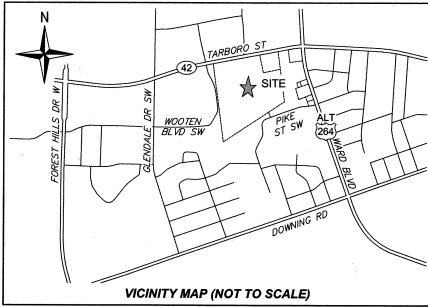 N
TARBORO ST
42
SITE
FOREST HILLS DR W
GLENDALE DR SW
WOOTEN
BLVD SW
PIKE
ST SW
ALT
264
WARD BLVD
DOWNING RD
VICINITY MAP (NOT TO SCALE)